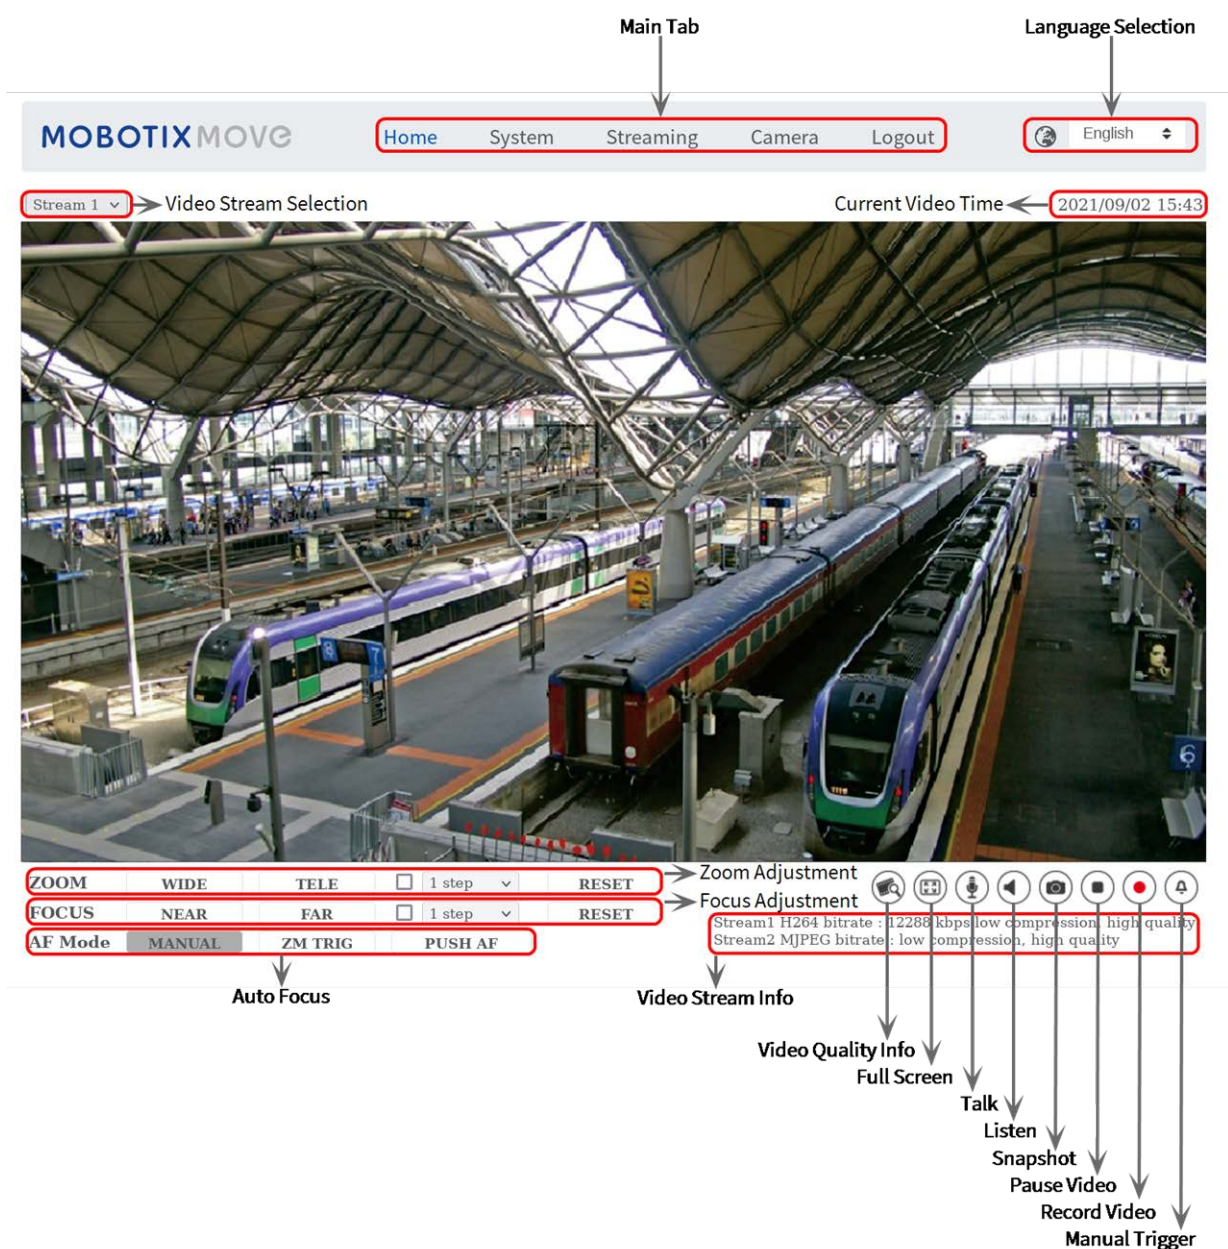 Main Tab
Language Selection
MOBOTIX MOVE
Home System Streaming Camera Logout
English
Stream 1
Video Stream Selection
Current Video Time
2021/09/02 15:43
8
7
6
ZOOM WIDE TELE 1 step RESET
Zoom Adjustment
FOCUS NEAR FAR 1 step RESET
Focus Adjustment
AF Mode MANUAL ZM TRIG PUSH AF
Stream1 H264 bitrate : 12288 kbps low compression, high quality
Stream2 MJPEG bitrate : low compression, high quality
Auto Focus
Video Stream Info
Video Quality Info
Full Screen
Talk
Listen
Snapshot
Pause Video
Record Video
Manual Trigger